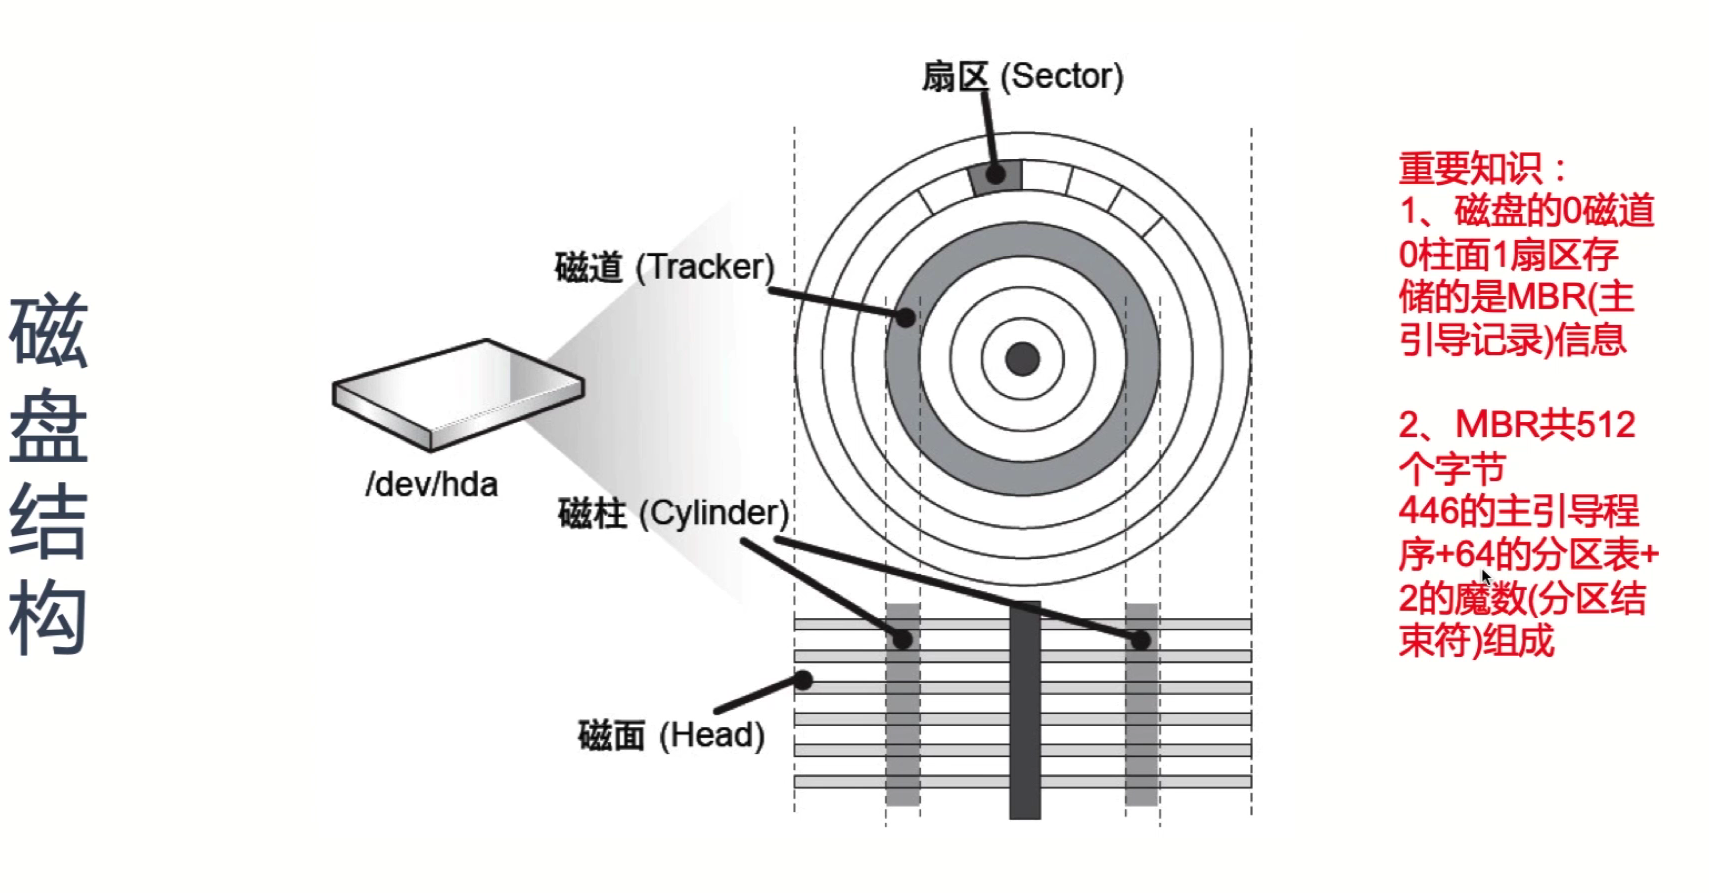 磁盘结构
扇区 (Sector)
磁道 (Tracker)
/dev/hda
磁柱 (Cylinder)
磁面 (Head)
重要知识：
1、磁盘的0磁道
0柱面1扇区存
储的是MBR(主
引导记录)信息
2、MBR共512
个字节
446的主引导程
序+64的分区表+
2的魔数(分区结
束符)组成